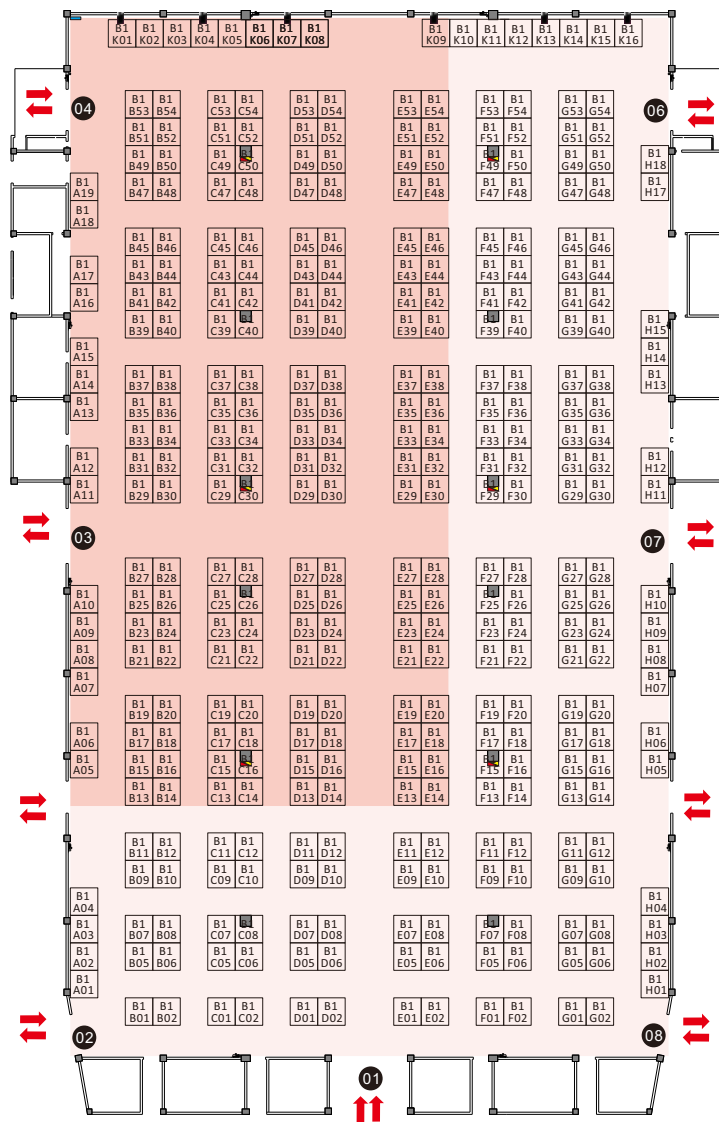 B1 B1 B1 B1 B1 B1 B1 B1 B1 B1 B1 B1 B1 B1 B1 B1
K01 K02 K03 K04 K05 K06 K07 K08 K09 K10 K11 K12 K13 K14 K15 K16
B1 B1 B1 B1 B1 B1 B1 B1 B1 B1 B1 B1
04 B53 B54 C53 C54 D53 D54 E53 E54 F53 F54 G53 G54 06
B1 B1 B1 B1 B1 B1 B1 B1 B1 B1 B1 B1
B51 B52 C51 C52 D51 D52 E51 E52 F51 F52 G51 G52
B1 B1 B1 B1 B1 B1 B1 B1 B1 B1 B1 B1 B1
B49 B50 C49 C50 D49 D50 E49 E50 F49 F50 G49 G50 H18
B1 B1 B1 B1 B1 B1 B1 B1 B1 B1 B1 B1 B1 B1
A19 B47 B48 C47 C48 D47 D48 E47 E48 F47 F48 G47 G48 H17
B1
A18
B1 B1 B1 B1 B1 B1 B1 B1 B1 B1 B1 B1
B45 B46 C45 C46 D45 D46 E45 E46 F45 F46 G45 G46
B1 B1 B1 B1 B1 B1 B1 B1 B1 B1 B1 B1 B1
A17 B43 B44 C43 C44 D43 D44 E43 E44 F43 F44 G43 G44
B1 B1 B1 B1 B1 B1 B1 B1 B1 B1 B1 B1 B1
A16 B41 B42 C41 C42 D41 D42 E41 E42 F41 F42 G41 G42
B1 B1 B1 B1 B1 B1 B1 B1 B1 B1 B1 B1 B1
B39 B40 C39 C40 D39 D40 E39 E40 F39 F40 G39 G40 H15
B1 B1
A15 H14
B1 B1 B1 B1 B1 B1 B1 B1 B1 B1 B1 B1 B1 B1
A14 B37 B38 C37 C38 D37 D38 E37 E38 F37 F38 G37 G38 H13
B1 B1 B1 B1 B1 B1 B1 B1 B1 B1 B1 B1 B1
A13 B35 B36 C35 C36 D35 D36 E35 E36 F35 F36 G35 G36
B1 B1 B1 B1 B1 B1 B1 B1 B1 B1 B1 B1
B33 B34 C33 C34 D33 D34 E33 E34 F33 F34 G33 G34
B1 B1 B1 B1 B1 B1 B1 B1 B1 B1 B1 B1 B1 B1
A12 B31 B32 C31 C32 D31 D32 E31 E32 F31 F32 G31 G32 H12
B1 B1 B1 B1 B1 B1 B1 B1 B1 B1 B1 B1 B1 B1
A11 B29 B30 C29 C30 D29 D30 E29 E30 F29 F30 G29 G30 H11
03 07
B1 B1 B1 B1 B1 B1 B1 B1 B1 B1 B1 B1
B27 B28 C27 C28 D27 D28 E27 E28 F27 F28 G27 G28
B1 B1 B1 B1 B1 B1 B1 B1 B1 B1 B1 B1 B1 B1
A10 B25 B26 C25 C26 D25 D26 E25 E26 F25 F26 G25 G26 H10
B1 B1 B1 B1 B1 B1 B1 B1 B1 B1 B1 B1 B1 B1
A09 B23 B24 C23 C24 D23 D24 E23 E24 F23 F24 G23 G24 H09
B1 B1 B1 B1 B1 B1 B1 B1 B1 B1 B1 B1 B1 B1
A08 B21 B22 C21 C22 D21 D22 E21 E22 F21 F22 G21 G22 H08
B1 B1
A07 H07
B1 B1 B1 B1 B1 B1 B1 B1 B1 B1 B1 B1
B19 B20 C19 C20 D19 D20 E19 E20 F19 F20 G19 G20
B1 B1 B1 B1 B1 B1 B1 B1 B1 B1 B1 B1 B1 B1
A06 B17 B18 C17 C18 D17 D18 E17 E18 F17 F18 G17 G18 H06
B1 B1 B1 B1 B1 B1 B1 B1 B1 B1 B1 B1 B1 B1
A05 B15 B16 C15 C16 D15 D16 E15 E16 F15 F16 G15 G16 H05
B1 B1 B1 B1 B1 B1 B1 B1 B1 B1 B1 B1
B13 B14 C13 C14 D13 D14 E13 E14 F13 F14 G13 G14
B1 B1 B1 B1 B1 B1 B1 B1 B1 B1 B1 B1
B11 B12 C11 C12 D11 D12 E11 E12 F11 F12 G11 G12
B1 B1 B1 B1 B1 B1 B1 B1 B1 B1 B1 B1
B09 B10 C09 C10 D09 D10 E09 E10 F09 F10 G09 G10
B1 B1
A04 H04
B1 B1 B1 B1 B1 B1 B1 B1 B1 B1 B1 B1 B1 B1
A03 B07 B08 C07 C08 D07 D08 E07 E08 F07 F08 G07 G08 H03
B1 B1 B1 B1 B1 B1 B1 B1 B1 B1 B1 B1 B1 B1
A02 B05 B06 C05 C06 D05 D06 E05 E06 F05 F06 G05 G06 H02
B1 B1
A01 H01
B1 B1 B1 B1 B1 B1 B1 B1 B1 B1 B1 B1
B01 B02 C01 C02 D01 D02 E01 E02 F01 F02 G01 G02
02 08
01